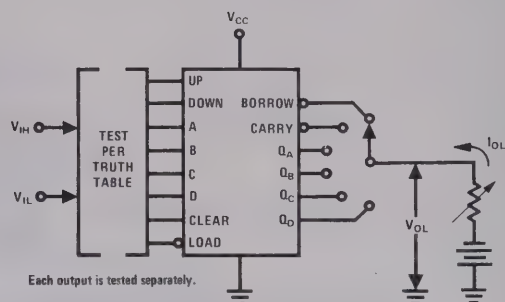 VCC
UP
DOWN
A
B
C
D
CLEAR
LOAD
BORROW
CARRY
QA
QB
QC
QD
VIH
VIL
TEST
PER
TRUTH
TABLE
IOL
VOL
Each output is tested separately.